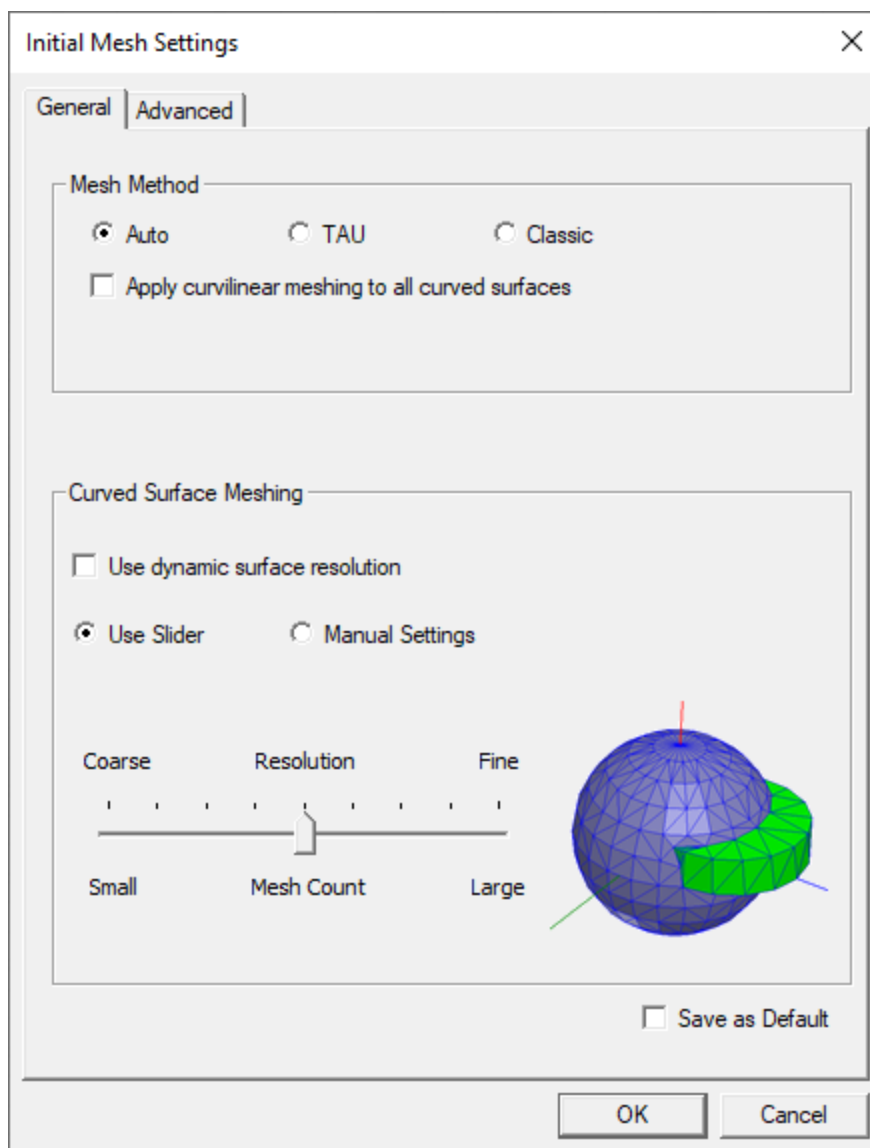 Initial Mesh Settings
General Advanced
Mesh Method
Auto TAU Classic
Apply curvilinear meshing to all curved surfaces
Curved Surface Meshing
Use dynamic surface resolution
Use Slider Manual Settings
Coarse Resolution Fine
Small Mesh Count Large
Save as Default
OK Cancel